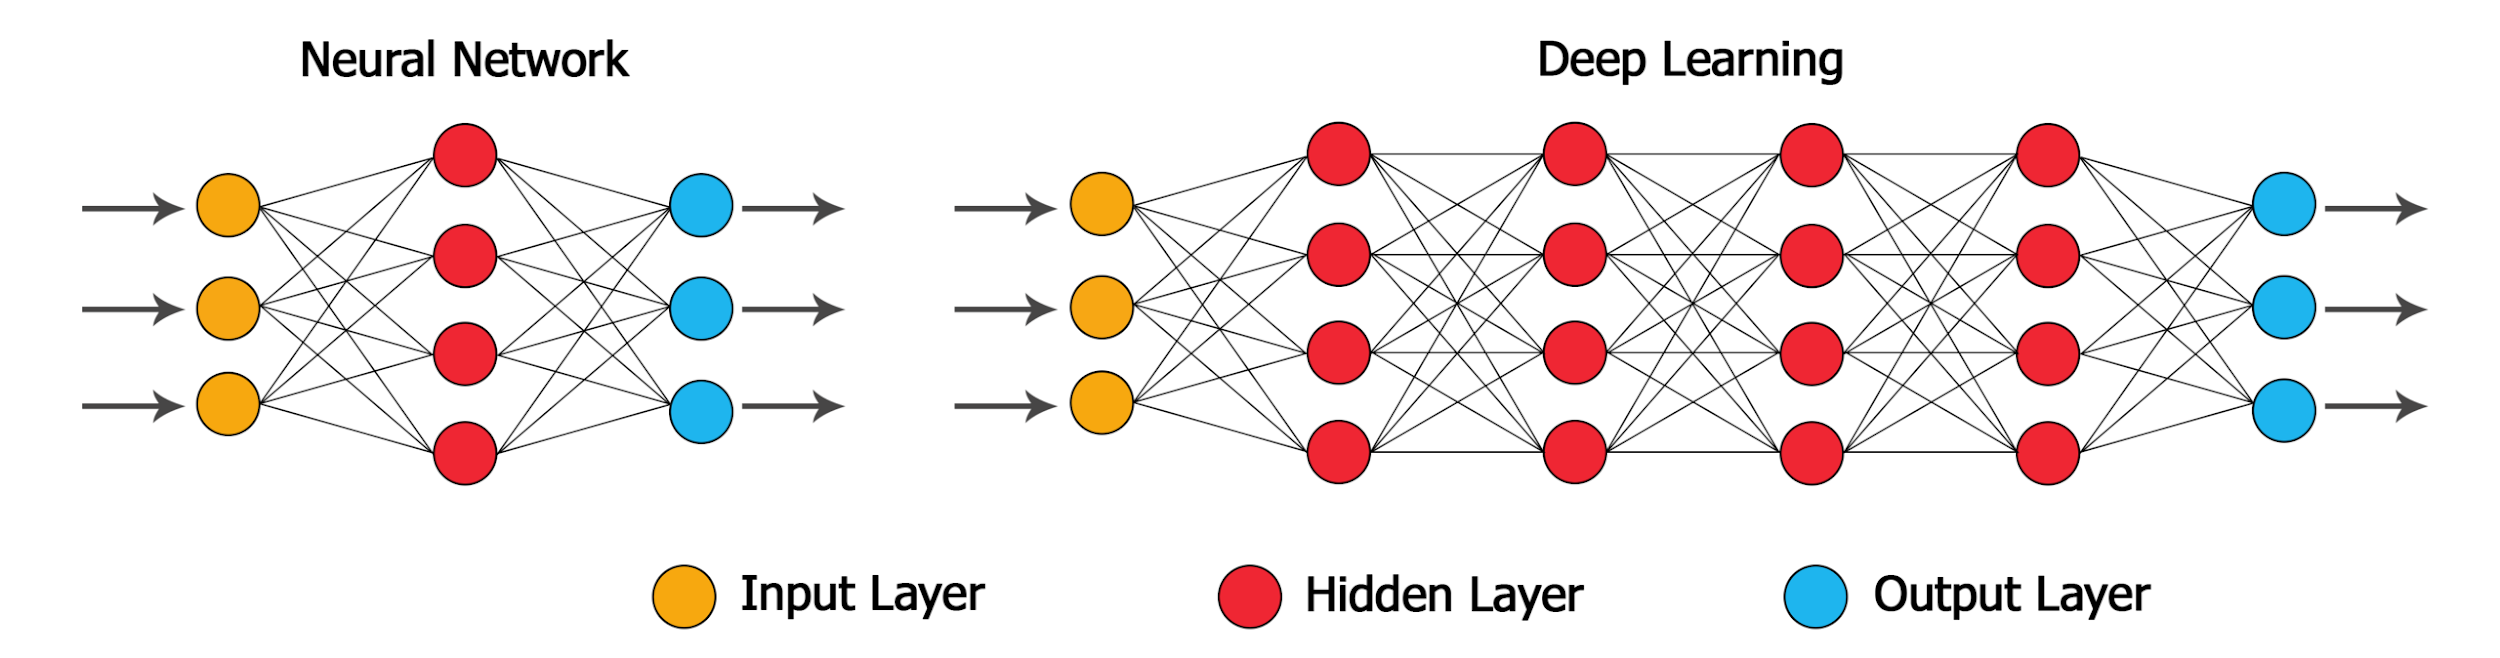 Neural Network
Deep Learning
Input Layer
Hidden Layer
Output Layer